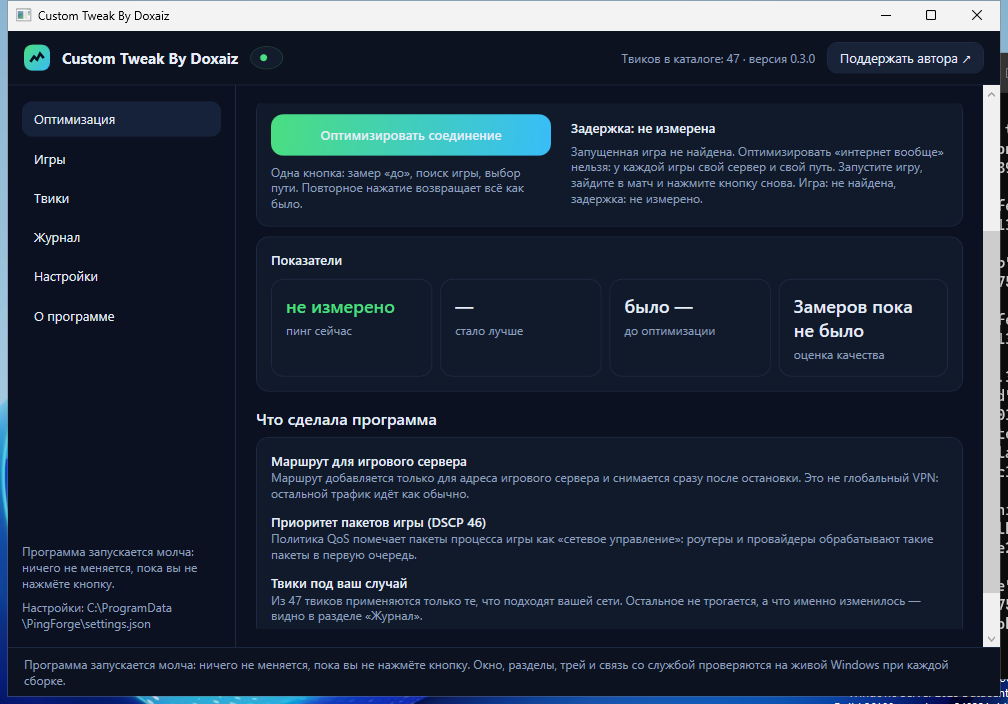 Custom Tweak By Doxaiz
Custom Tweak By Doxaiz
Твиков в каталоге: 47 · версия 0.3.0
Поддержать автора ↗
Оптимизация
Игры
Твики
Журнал
Настройки
О программе
Программа запускается молча:
ничего не меняется, пока вы не
нажмёте кнопку.
Настройки: C:\ProgramData
\PingForge\settings.json
Оптимизировать соединение
Одна кнопка: замер «до», поиск игры, выбор
пути. Повторное нажатие возвращает всё как
было.
Задержка: не измерена
Запущенная игра не найдена. Оптимизировать «интернет вообще»
нельзя: у каждой игры свой сервер и свой путь. Запустите игру,
зайдите в матч и нажмите кнопку снова. Игра: не найдена,
задержка: не измерено.
Показатели
не измерено
пинг сейчас
—
стало лучше
было —
до оптимизации
Замеров пока
не было
оценка качества
Что сделала программа
Маршрут для игрового сервера
Маршрут добавляется только для адреса игрового сервера и снимается сразу после остановки. Это не глобальный VPN:
остальной трафик идёт как обычно.
Приоритет пакетов игры (DSCP 46)
Политика QoS помечает пакеты процесса игры как «сетевое управление»: роутеры и провайдеры обрабатывают такие
пакеты в первую очередь.
Твики под ваш случай
Из 47 твиков применяются только те, что подходят вашей сети. Остальное не трогается, а что именно изменилось —
видно в разделе «Журнал».
Программа запускается молча: ничего не меняется, пока вы не нажмёте кнопку. Окно, разделы, трей и связь со службой проверяются на живой Windows при каждой
сборке.